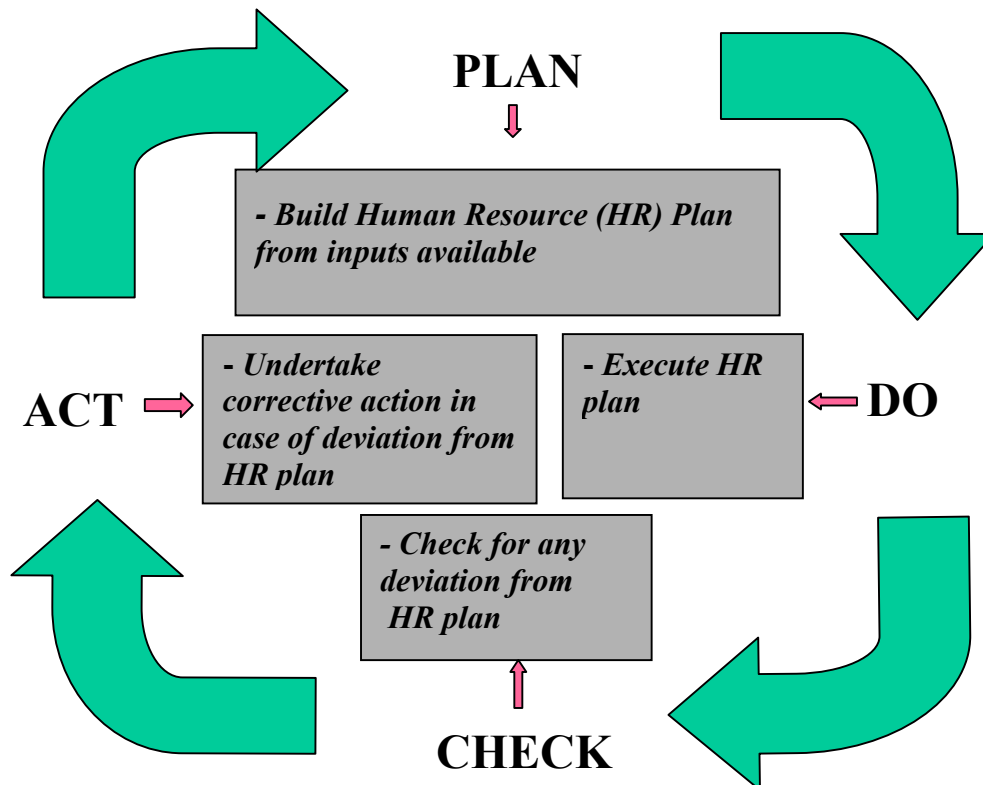 PLAN
- Build Human Resource (HR) Plan
from inputs available
ACT
- Undertake
corrective action in
case of deviation from
HR plan
- Execute HR
plan
DO
- Check for any
deviation from
HR plan
CHECK